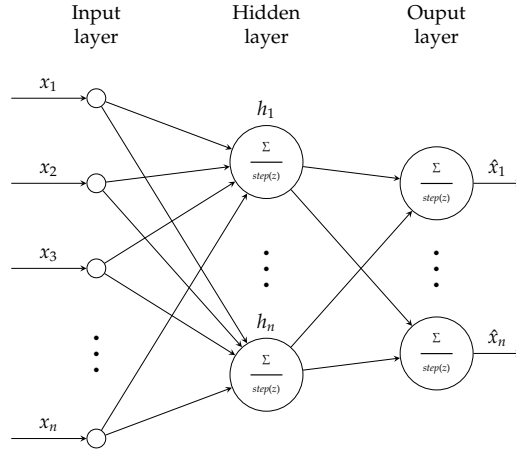 Input layer
Hidden layer
Ouput layer
x₁
x₂
x₃
xₙ
h₁
Σ
step(z)
hₙ
Σ
step(z)
Σ
step(z)
x̂₁
Σ
step(z)
x̂ₙ